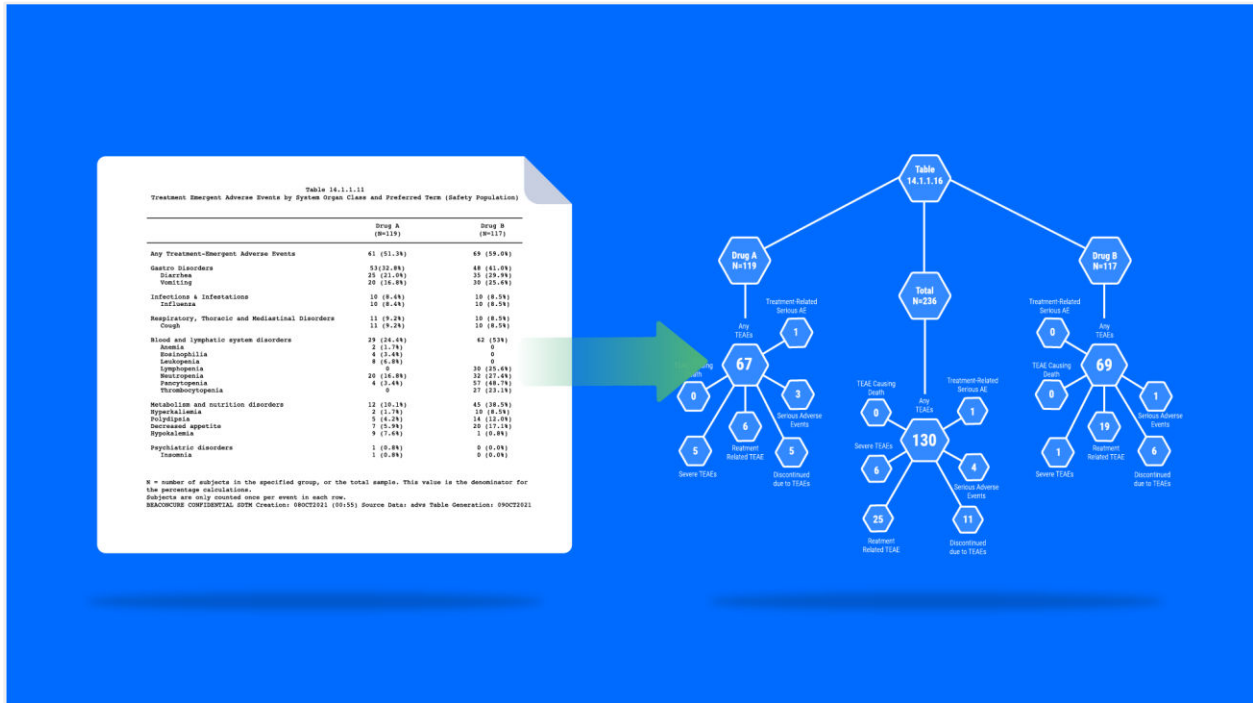 Table 14.1.1.11
Treatment Emergent Adverse Events by System Organ Class and Preferred Term (Safety Population)
Drug A Drug B
(N=119) (N=117)
Any Treatment-Emergent Adverse Events 61 (51.3%) 69 (59.0%)
Gastro Disorders 53(32.8%) 48 (41.0%)
Diarrhea 25 (21.0%) 35 (29.9%)
Vomiting 20 (16.8%) 30 (25.6%)
Infections & Infestations 10 (8.4%) 10 (8.5%)
Influenza 10 (8.4%) 10 (8.5%)
Respiratory, Thoracic and Mediastinal Disorders 11 (9.2%) 10 (8.5%)
Cough 11 (9.2%) 10 (8.5%)
Blood and lymphatic system disorders 29 (24.4%) 62 (53%)
Anemia 2 (1.7%) 0
Eosinophilia 4 (3.4%) 0
Leukopenia 8 (6.8%) 0
Lymphopenia 0 30 (25.6%)
Neutropenia 20 (16.8%) 32 (27.4%)
Pancytopenia 4 (3.4%) 57 (48.7%)
Thrombocytopenia 0 27 (23.1%)
Metabolism and nutrition disorders 12 (10.1%) 45 (38.5%)
Hyperkaliemia 2 (1.7%) 10 (8.5%)
Polydipsia 5 (4.2%) 14 (12.0%)
Decreased appetite 7 (5.9%) 20 (17.1%)
Hypokalemia 9 (7.6%) 1 (0.8%)
Psychiatric disorders 1 (0.8%) 0 (0.0%)
Insomnia 1 (0.8%) 0 (0.0%)
N = number of subjects in the specified group, or the total sample. This value is the denominator for
the percentage calculations.
Subjects are only counted once per event in each row.
BEACONCURE CONFIDENTIAL SDTM Creation: 08OCT2021 (00:55) Source Data: advs Table Generation: 09OCT2021
Table
14.1.1.16
Drug A
N=119
Treatment-Related
Serious AE
1
Any
TEAEs
67
Death
0
3
6
5
5
Severe TEAEs
Reatment
Related TEAE
Discontinued
due to TEAEs
Serious Adverse
Events
Total
N=236
Any
TEAEs
130
TEAE Causing
Death
0
Treatment-Related
Serious AE
1
Severe TEAEs
6
4
Serious Adverse
Events
25
Reatment
Related TEAE
11
Discontinued
due to TEAEs
Drug B
N=117
Treatment-Related
Serious AE
0
Any
TEAEs
69
TEAE Causing
Death
0
1
Serious Adverse
Events
19
Reatment
Related TEAE
1
Severe TEAEs
6
Discontinued
due to TEAEs